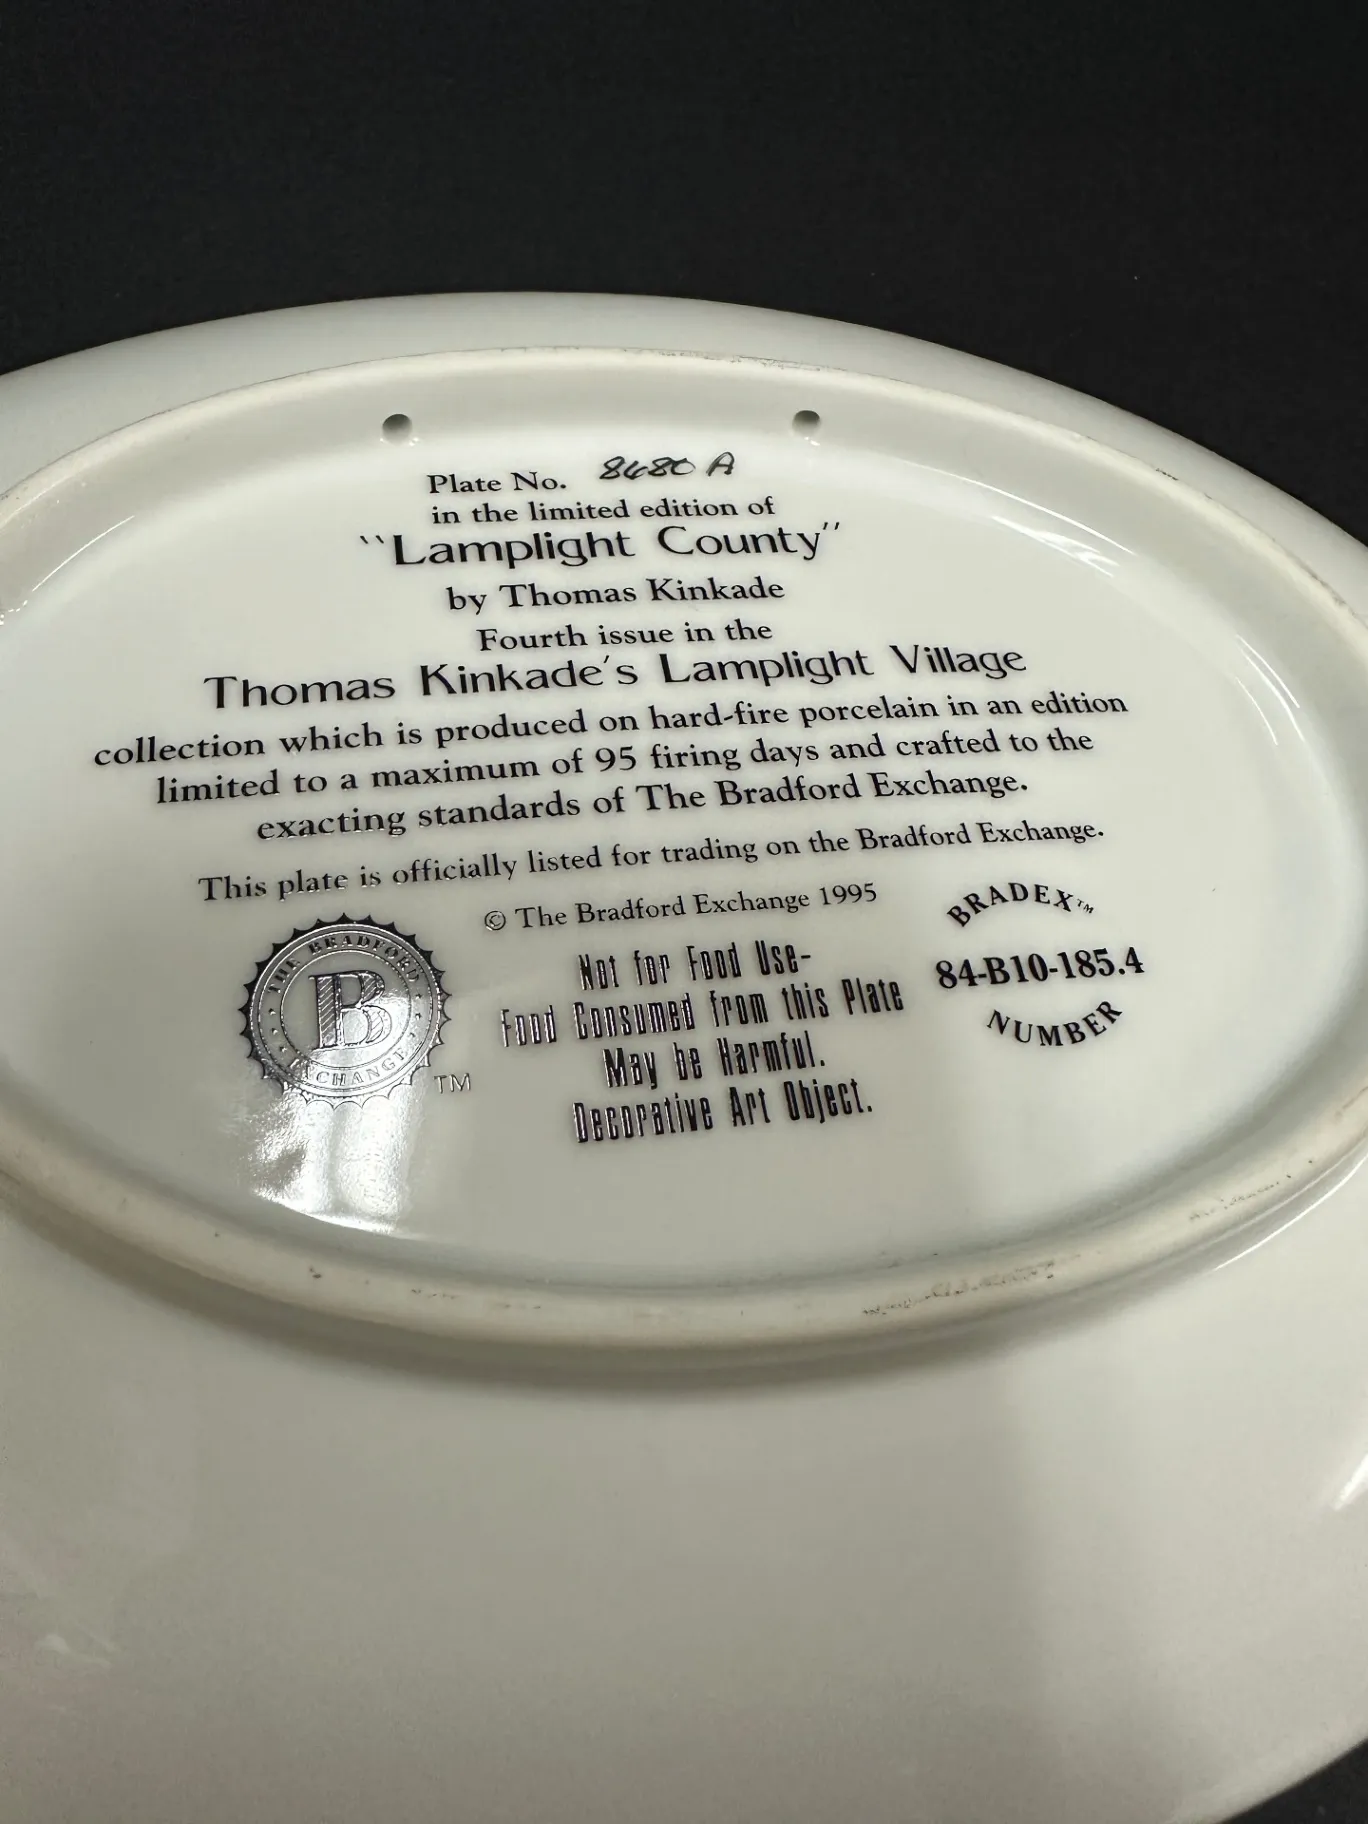 Plate No. 8680 A
in the limited edition of
"Lamplight County"
by Thomas Kinkade
Fourth issue in the
Thomas Kinkade's Lamplight Village
collection which is produced on hard-fire porcelain in an edition
limited to a maximum of 95 firing days and crafted to the
exacting standards of The Bradford Exchange.
This plate is officially listed for trading on the Bradford Exchange.
© The Bradford Exchange 1995
THE BRADFORD
B
EXCHANGE
TM
Not for Food Use-
Food Consumed from this Plate
May be Harmful.
Decorative Art Object.
BRADEX™
84-B10-185.4
NUMBER